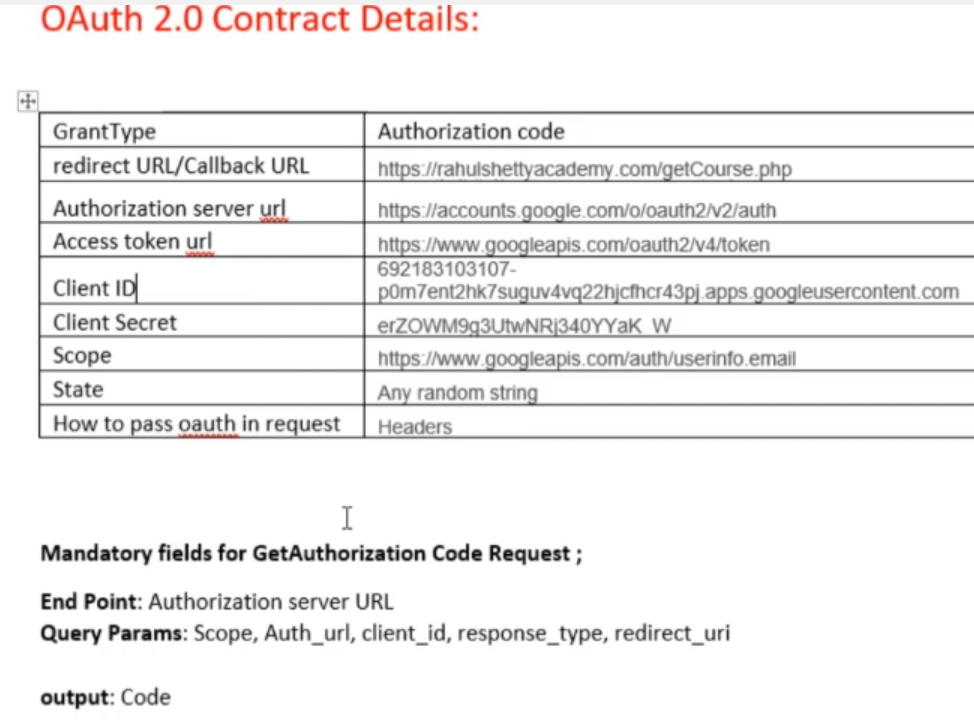 OAuth 2.0 Contract Details:
GrantType Authorization code
redirect URL/Callback URL https://rahulshettyacademy.com/getCourse.php
Authorization server url https://accounts.google.com/o/oauth2/v2/auth
Access token url https://www.googleapis.com/oauth2/v4/token
Client ID 692183103107-
p0m7ent2hk7suguv4vq22hjcfhcr43pj.apps.googleusercontent.com
Client Secret erZOWM9g3UtwNRj340YYaK_W
Scope https://www.googleapis.com/auth/userinfo.email
State Any random string
How to pass oauth in request Headers
Mandatory fields for GetAuthorization Code Request ;
End Point: Authorization server URL
Query Params: Scope, Auth_url, client_id, response_type, redirect_uri
output: Code